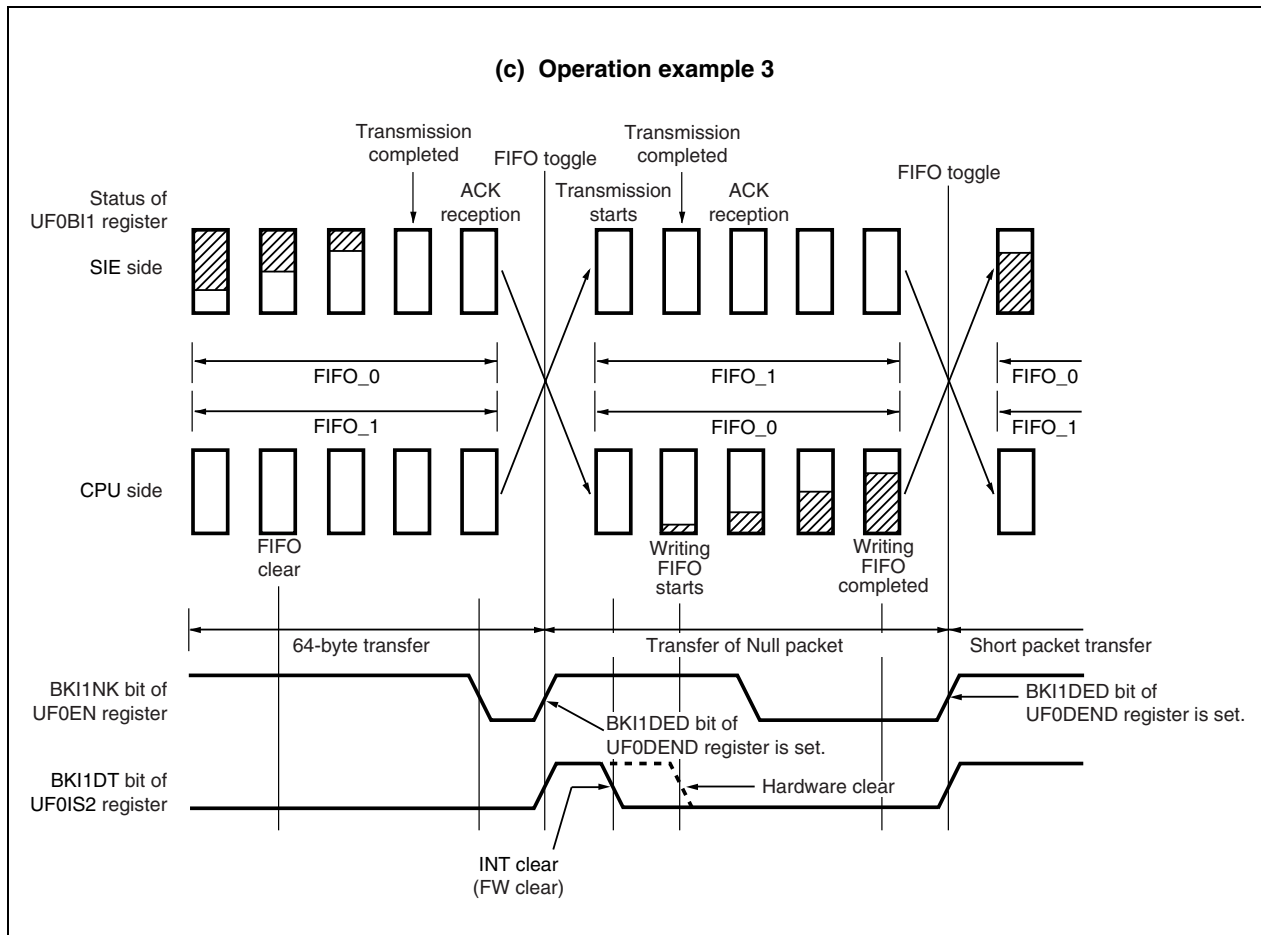 (c) Operation example 3
Transmission
completed
FIFO toggle
Transmission
completed
FIFO toggle
Status of
UF0BI1 register
ACK
reception
Transmission
starts
ACK
reception
SIE side
FIFO_0
FIFO_1
FIFO_0
FIFO_1
FIFO_0
FIFO_1
CPU side
FIFO
clear
Writing
FIFO
starts
Writing
FIFO
completed
64-byte transfer
Transfer of Null packet
Short packet transfer
BKI1NK bit of
UF0EN register
BKI1DED bit of
UF0DEND register is set.
BKI1DED bit of
UF0DEND register is set.
BKI1DT bit of
UF0IS2 register
Hardware clear
INT clear
(FW clear)